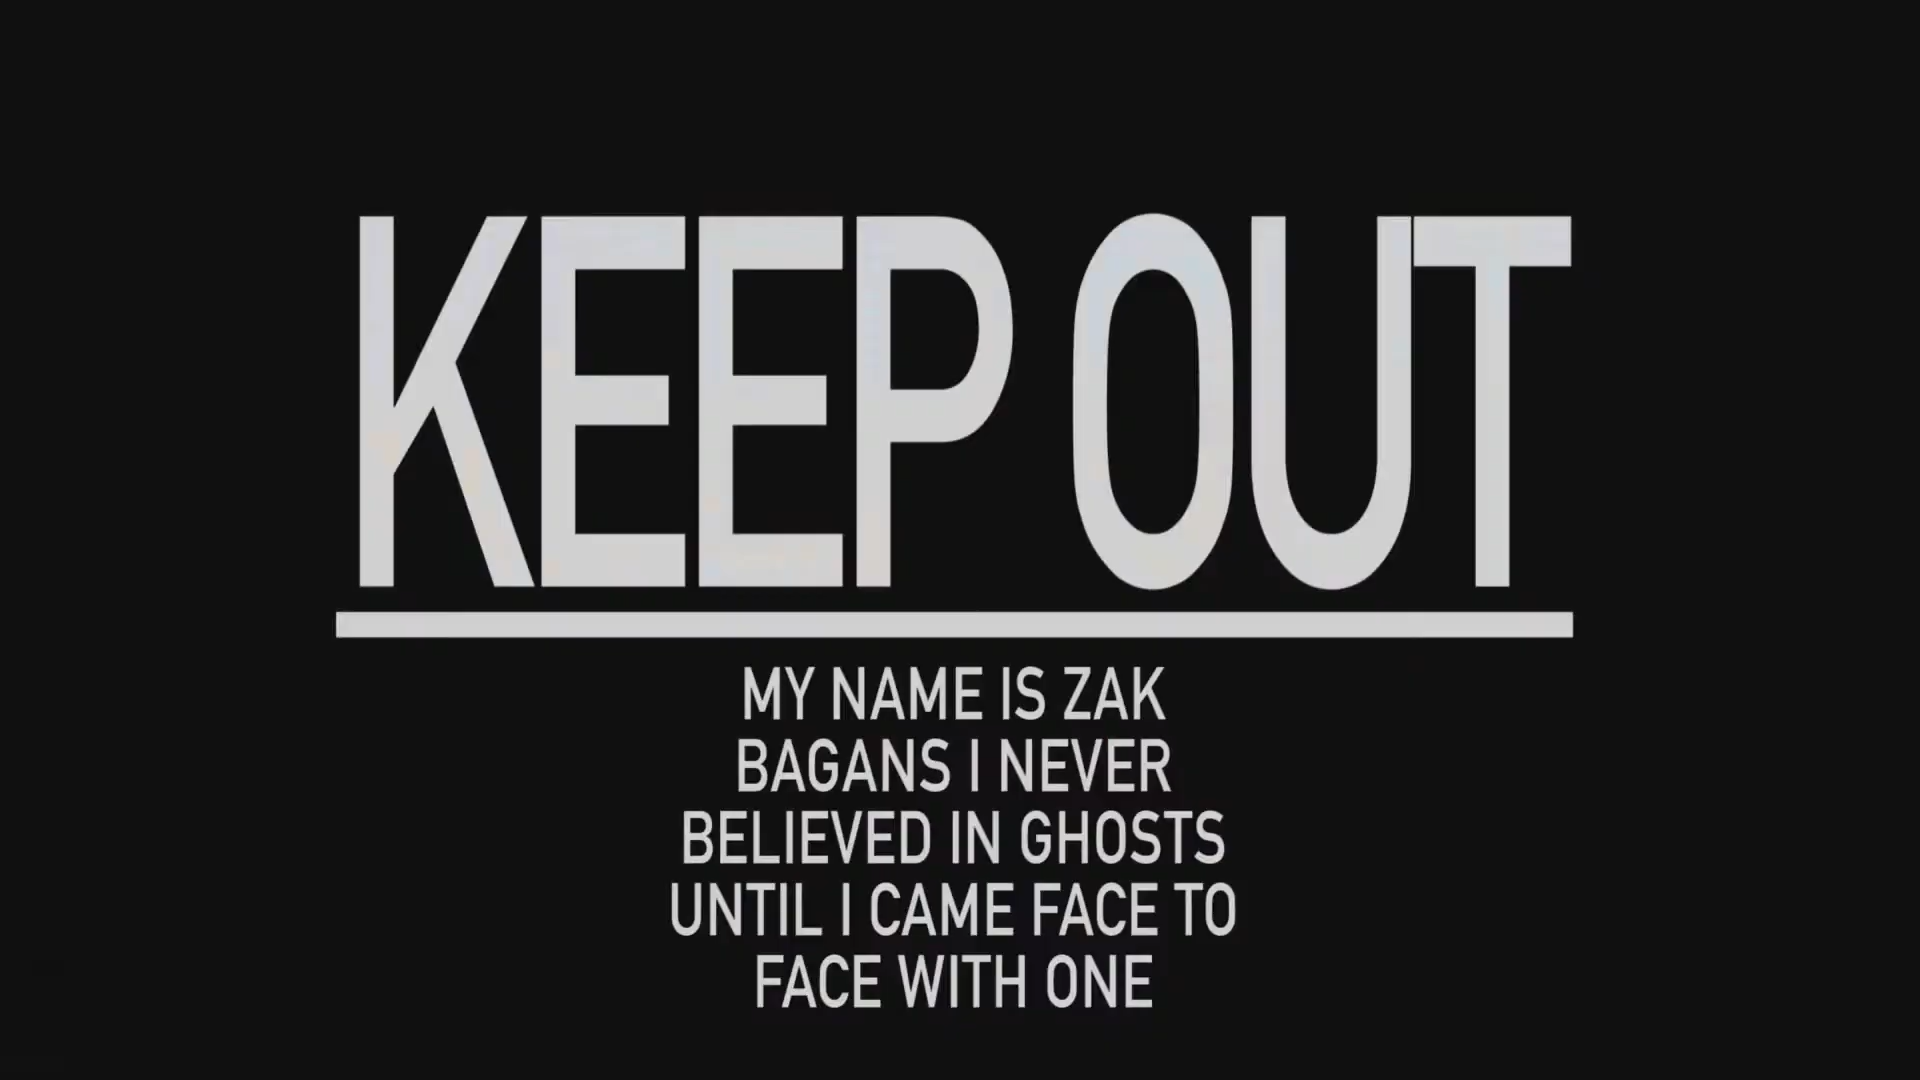 KEEP OUT
MY NAME IS ZAK
BAGANS I NEVER
BELIEVED IN GHOSTS
UNTIL I CAME FACE TO
FACE WITH ONE